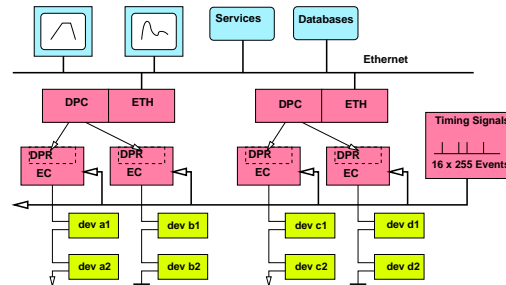 Services
Databases
Ethernet
DPC
ETH
DPC
ETH
Timing Signals
16 x 255 Events
DPR
EC
DPR
EC
DPR
EC
DPR
EC
dev a1
dev b1
dev c1
dev d1
dev a2
dev b2
dev c2
dev d2